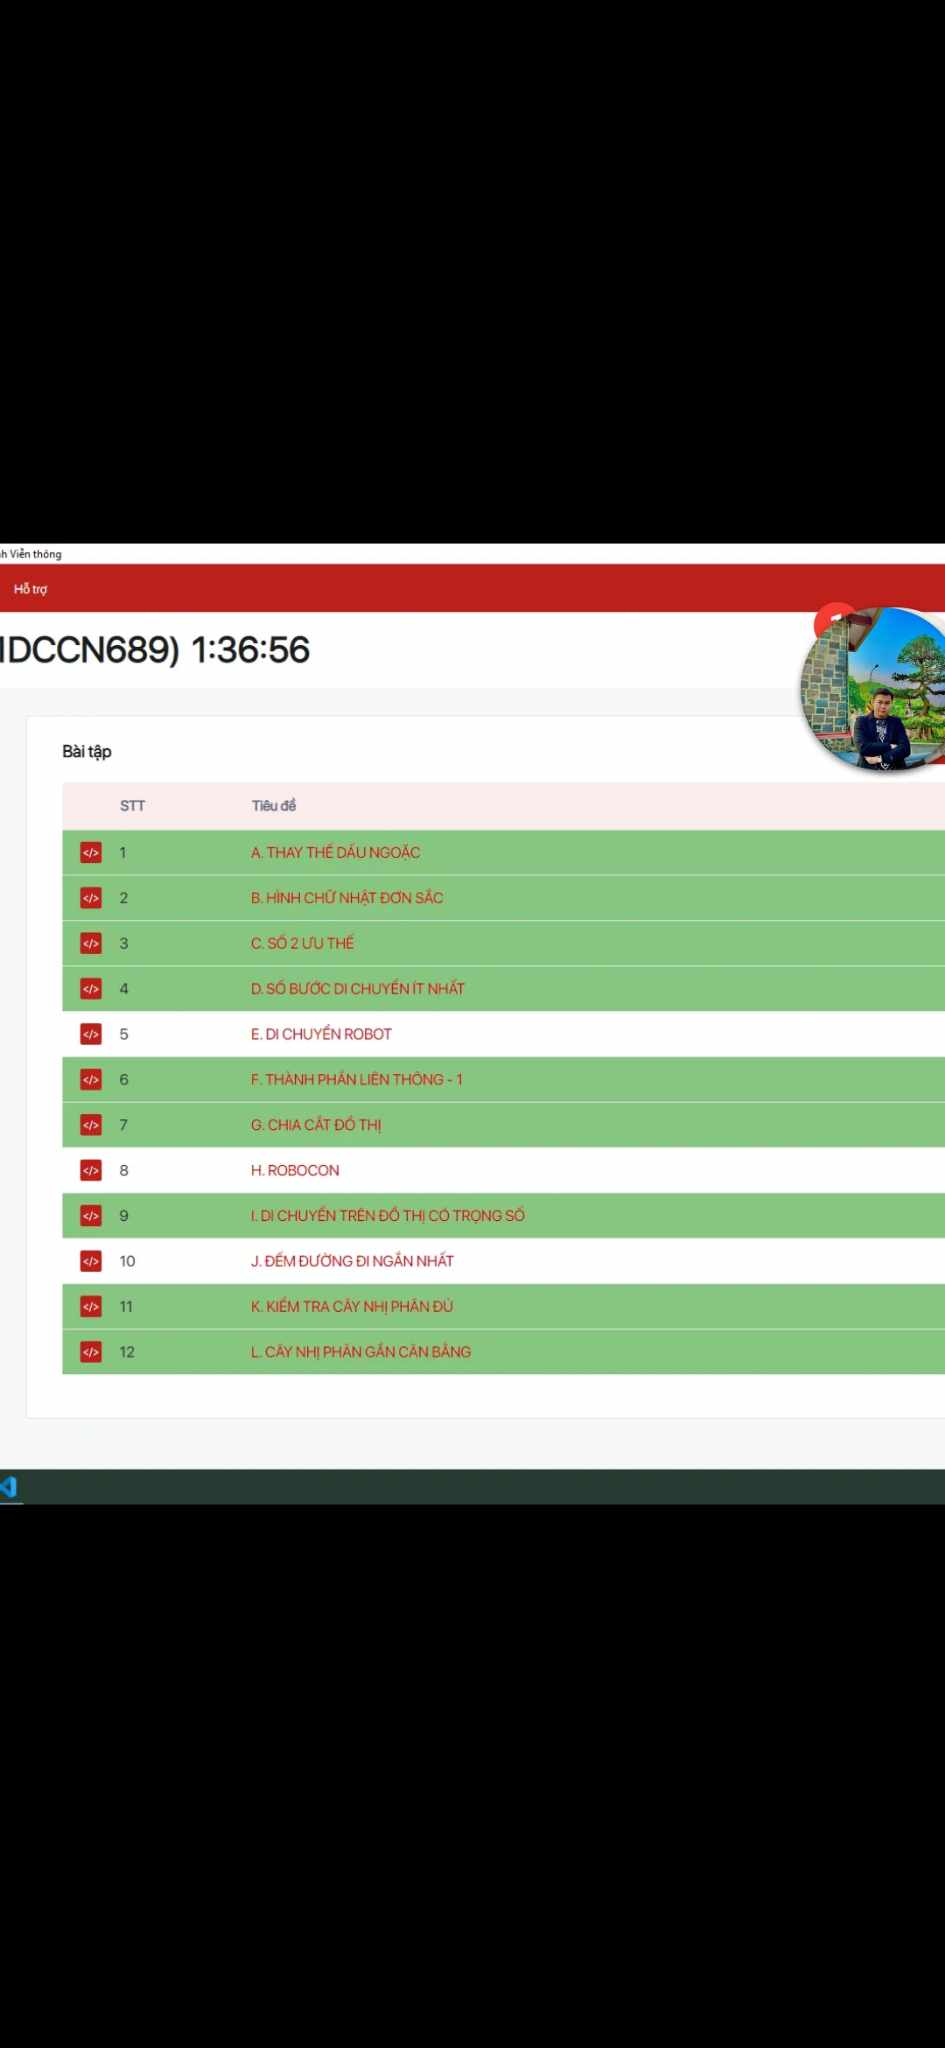 nh Viễn thông
Hỗ trợ
IDCCN689) 1:36:56
Bài tập
STT Tiêu đề
</> 1 A. THAY THẾ DẤU NGOẶC
</> 2 B. HÌNH CHỮ NHẬT ĐƠN SẮC
</> 3 C. SỐ 2 ƯU THẾ
</> 4 D. SỐ BƯỚC DI CHUYỂN ÍT NHẤT
</> 5 E. DI CHUYỂN ROBOT
</> 6 F. THÀNH PHẦN LIÊN THÔNG - 1
</> 7 G. CHIA CẮT ĐỒ THỊ
</> 8 H. ROBOCON
</> 9 I. DI CHUYỂN TRÊN ĐỒ THỊ CÓ TRỌNG SỐ
</> 10 J. ĐẾM ĐƯỜNG ĐI NGẮN NHẤT
</> 11 K. KIỂM TRA CÂY NHỊ PHÂN ĐỦ
</> 12 L. CÂY NHỊ PHÂN GẦN CÂN BẰNG